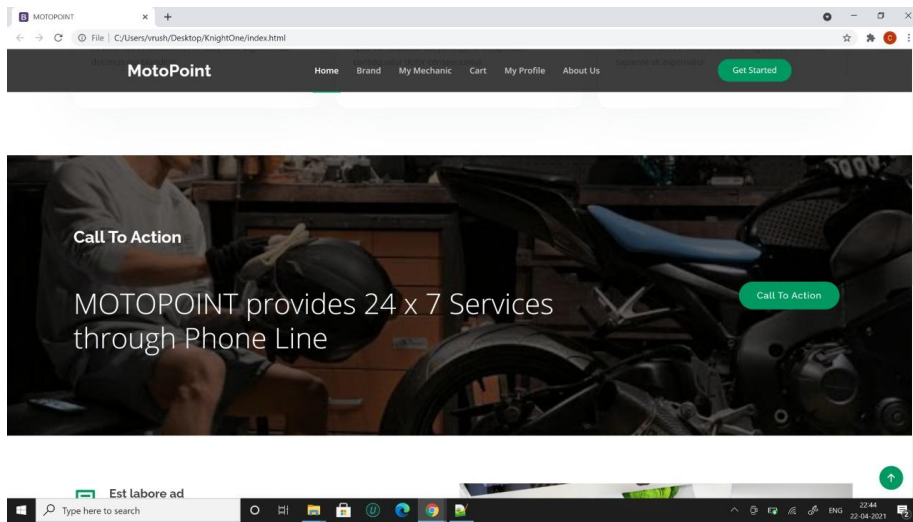 MOTOPOINT
File C:/Users/vrush/Desktop/KnightOne/index.html
MotoPoint
Home Brand My Mechanic Cart My Profile About Us
Get Started
Call To Action
MOTOPOINT provides 24 x 7 Services
through Phone Line
Call To Action
Est labore ad
Type here to search
ENG
22:44
22-04-2021